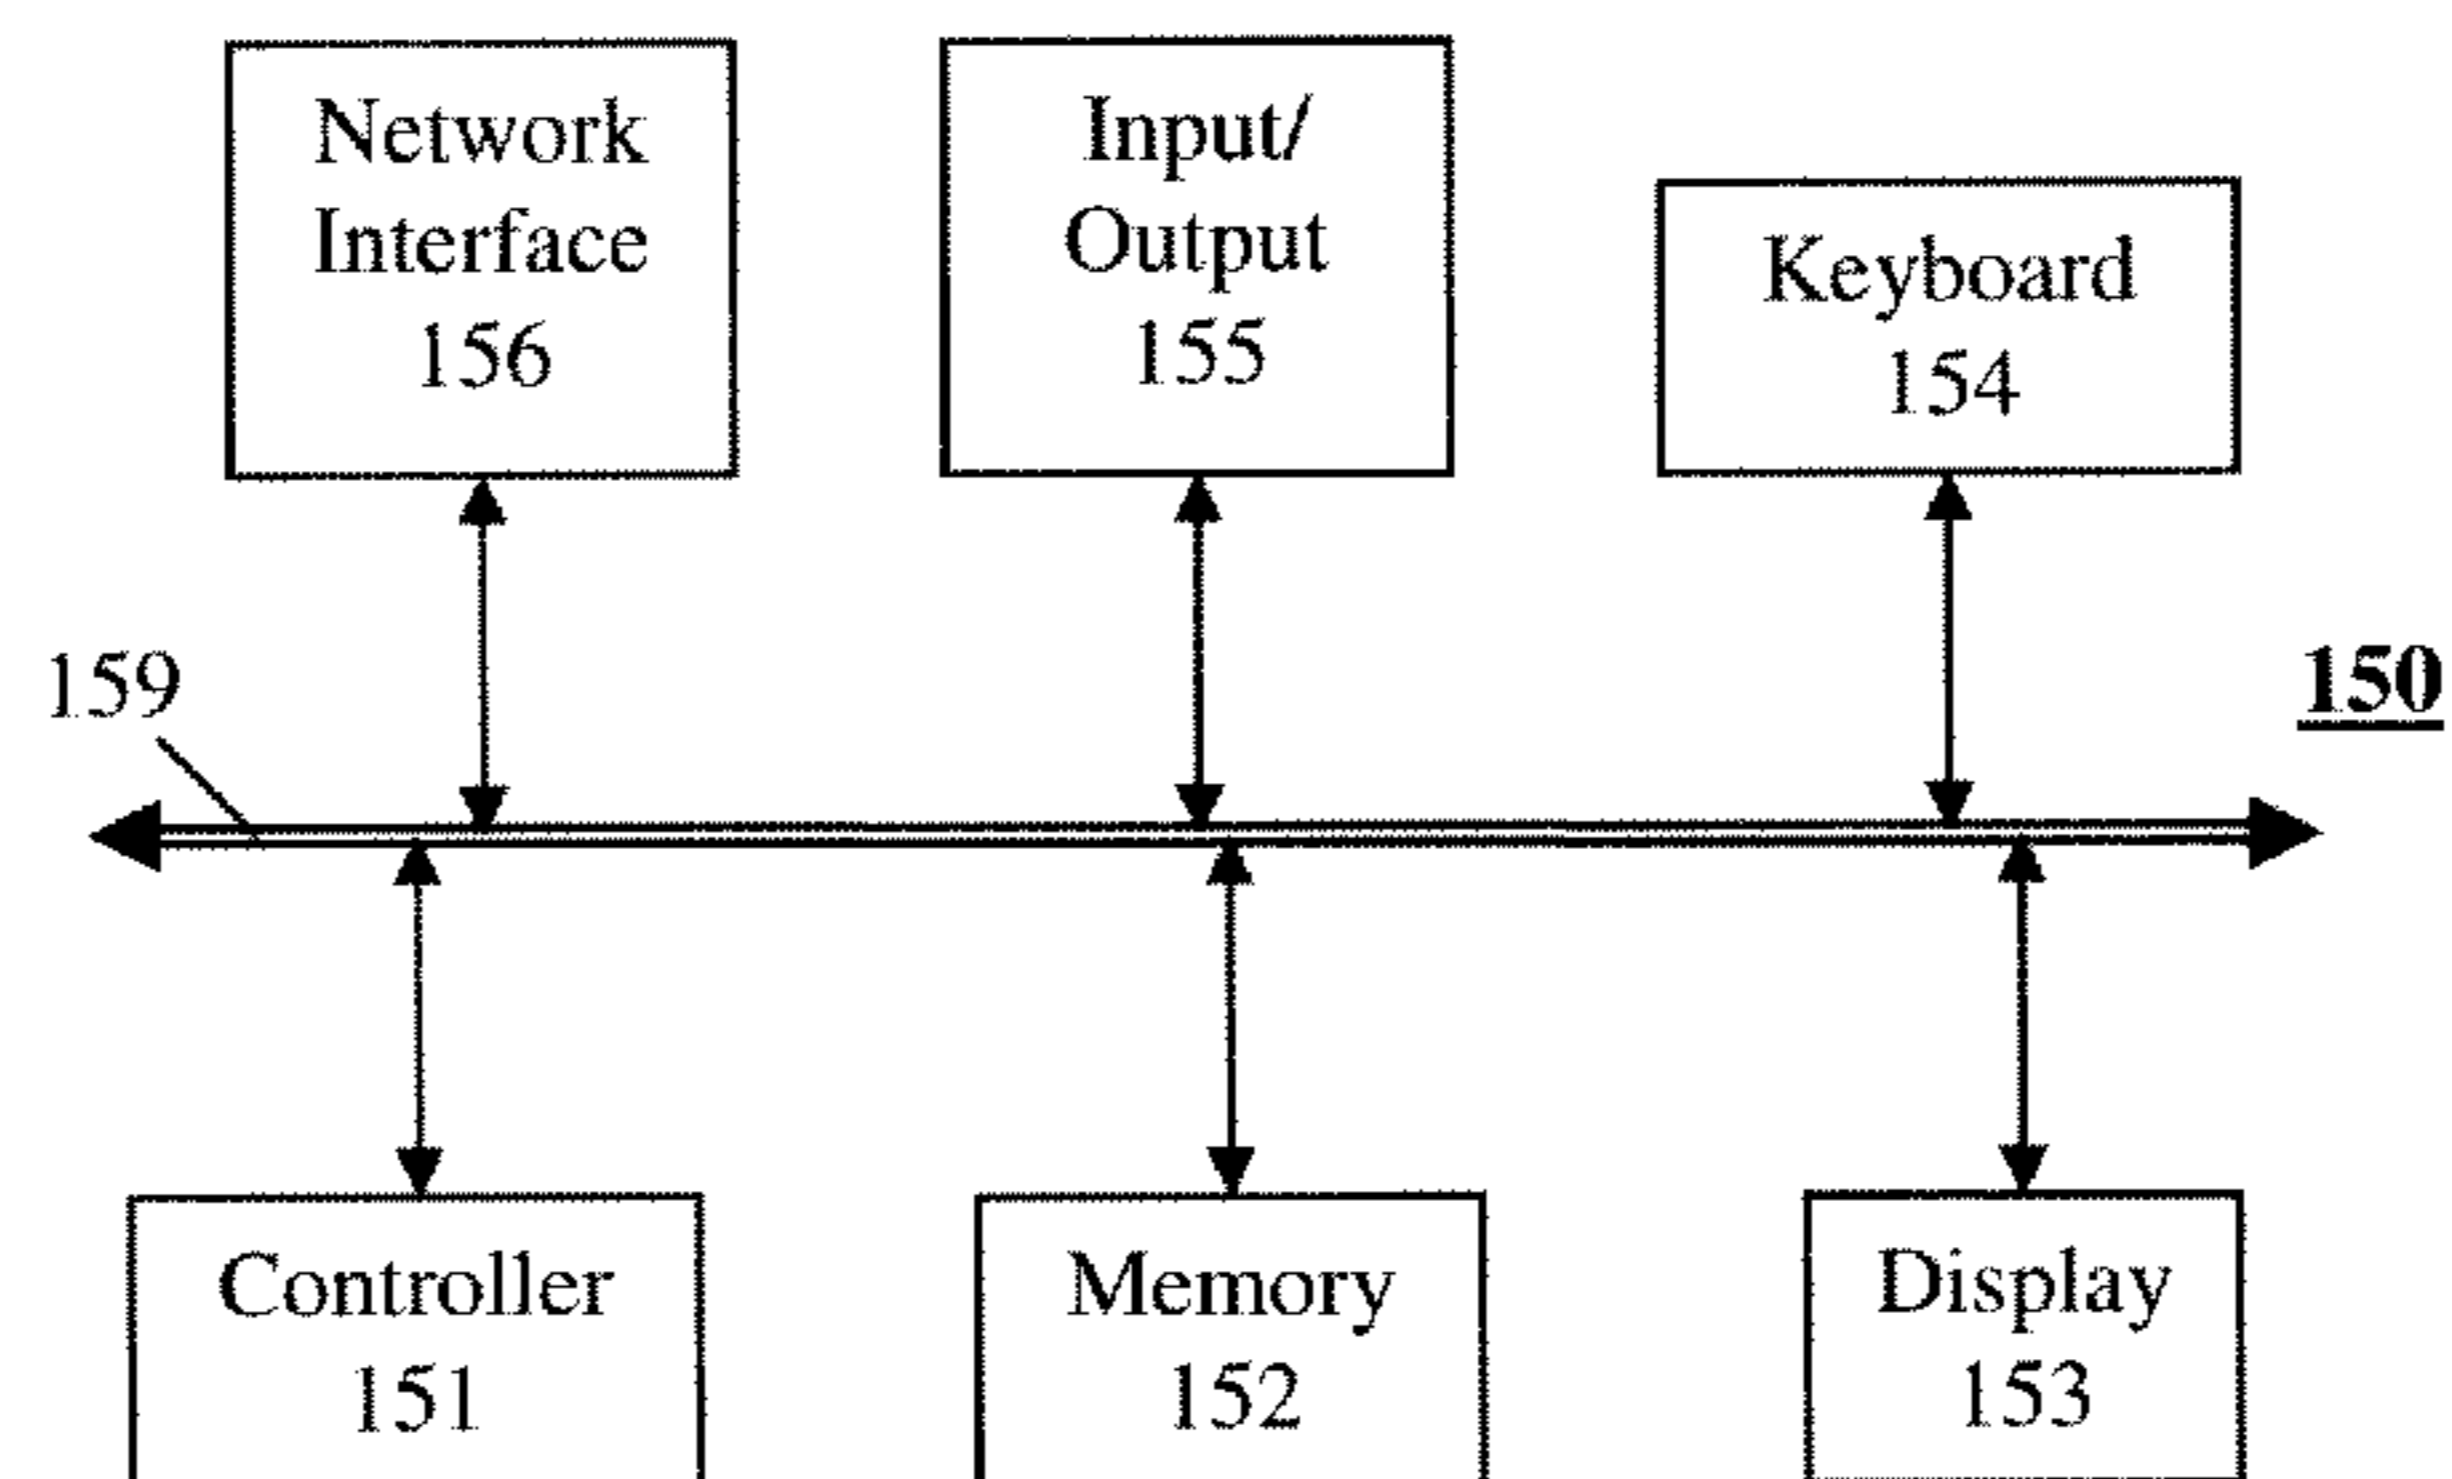 Network
Interface
156
Input/
Output
155
Keyboard
154
159
150
Controller
151
Memory
152
Display
153